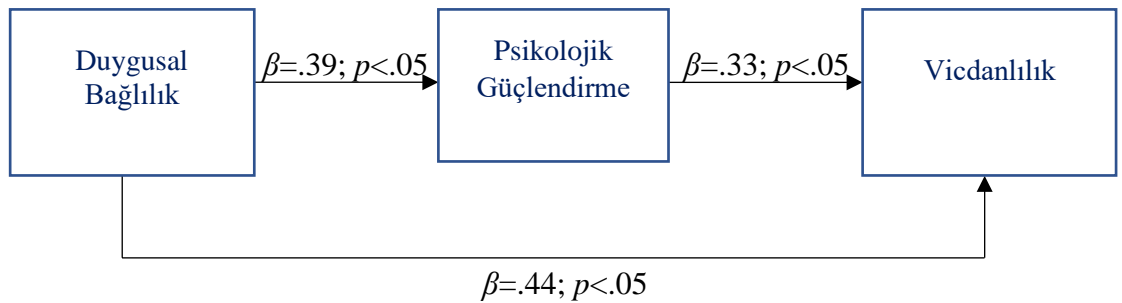 Duygusal
Bağlılık
β=.39; p<.05
Psikolojik
Güçlendirme
β=.33; p<.05
Vicdanlılık
β=.44; p<.05